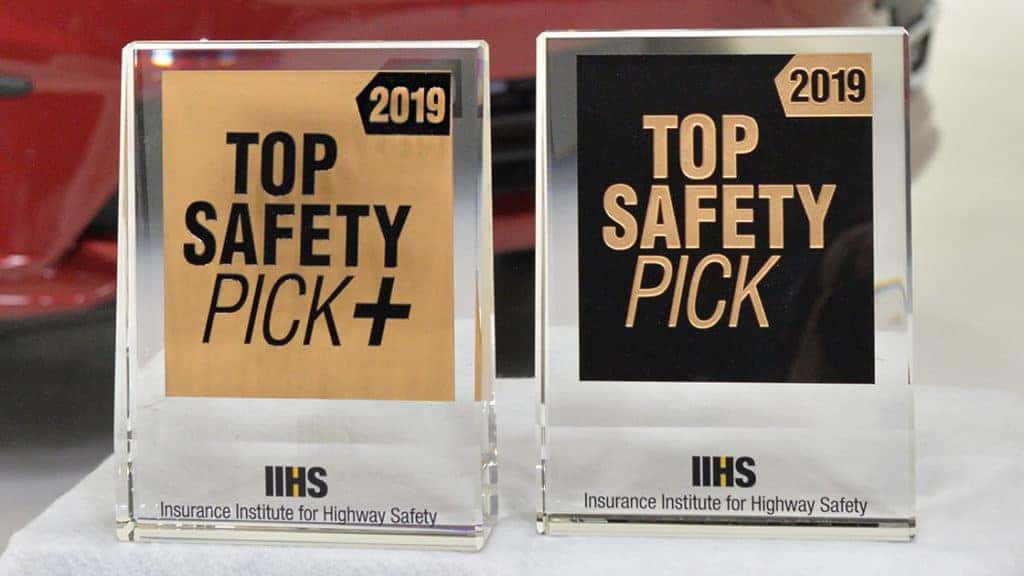 2019
TOP
SAFETY
PICK+
IIHS
Insurance Institute for Highway Safety
2019
TOP
SAFETY
PICK
IIHS
Insurance Institute for Highway Safety